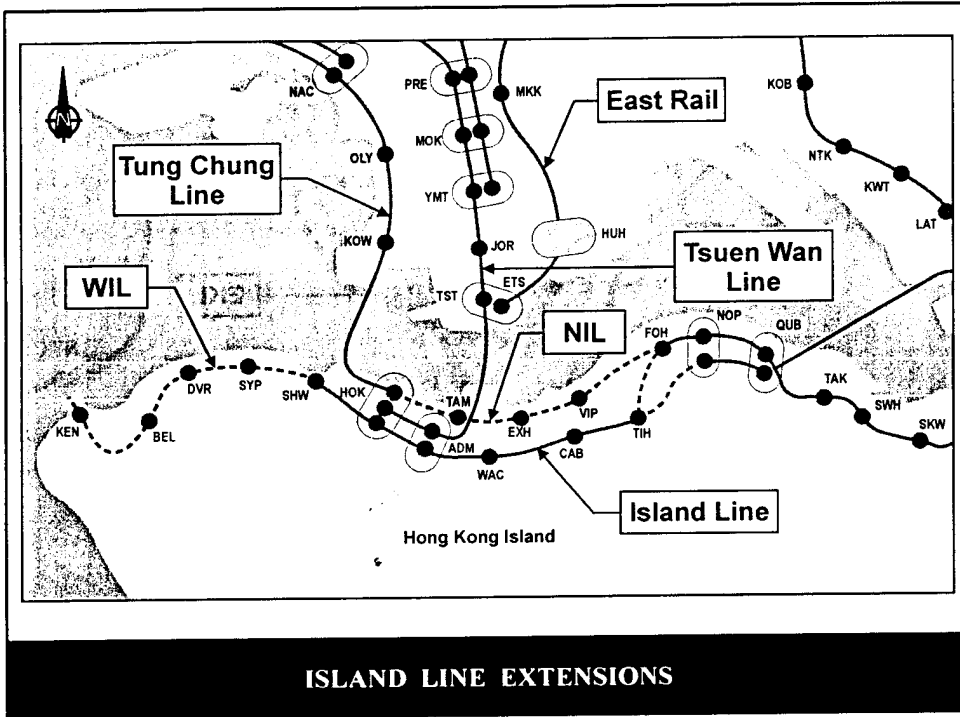 N
NAC
PRE
MKK
East Rail
KOB
MOK
NTK
Tung Chung
Line
OLY
YMT
KWT
LAT
KOW
JOR
HUH
Tsuen Wan
Line
WIL
TST
ETS
NIL
NOP
QUB
FOH
DVR
SYP
SHW
HOK
TAM
TAK
KEN
BEL
EXH
VIP
TIH
SWH
SKW
ADM
WAC
CAB
Island Line
Hong Kong Island
ISLAND LINE EXTENSIONS